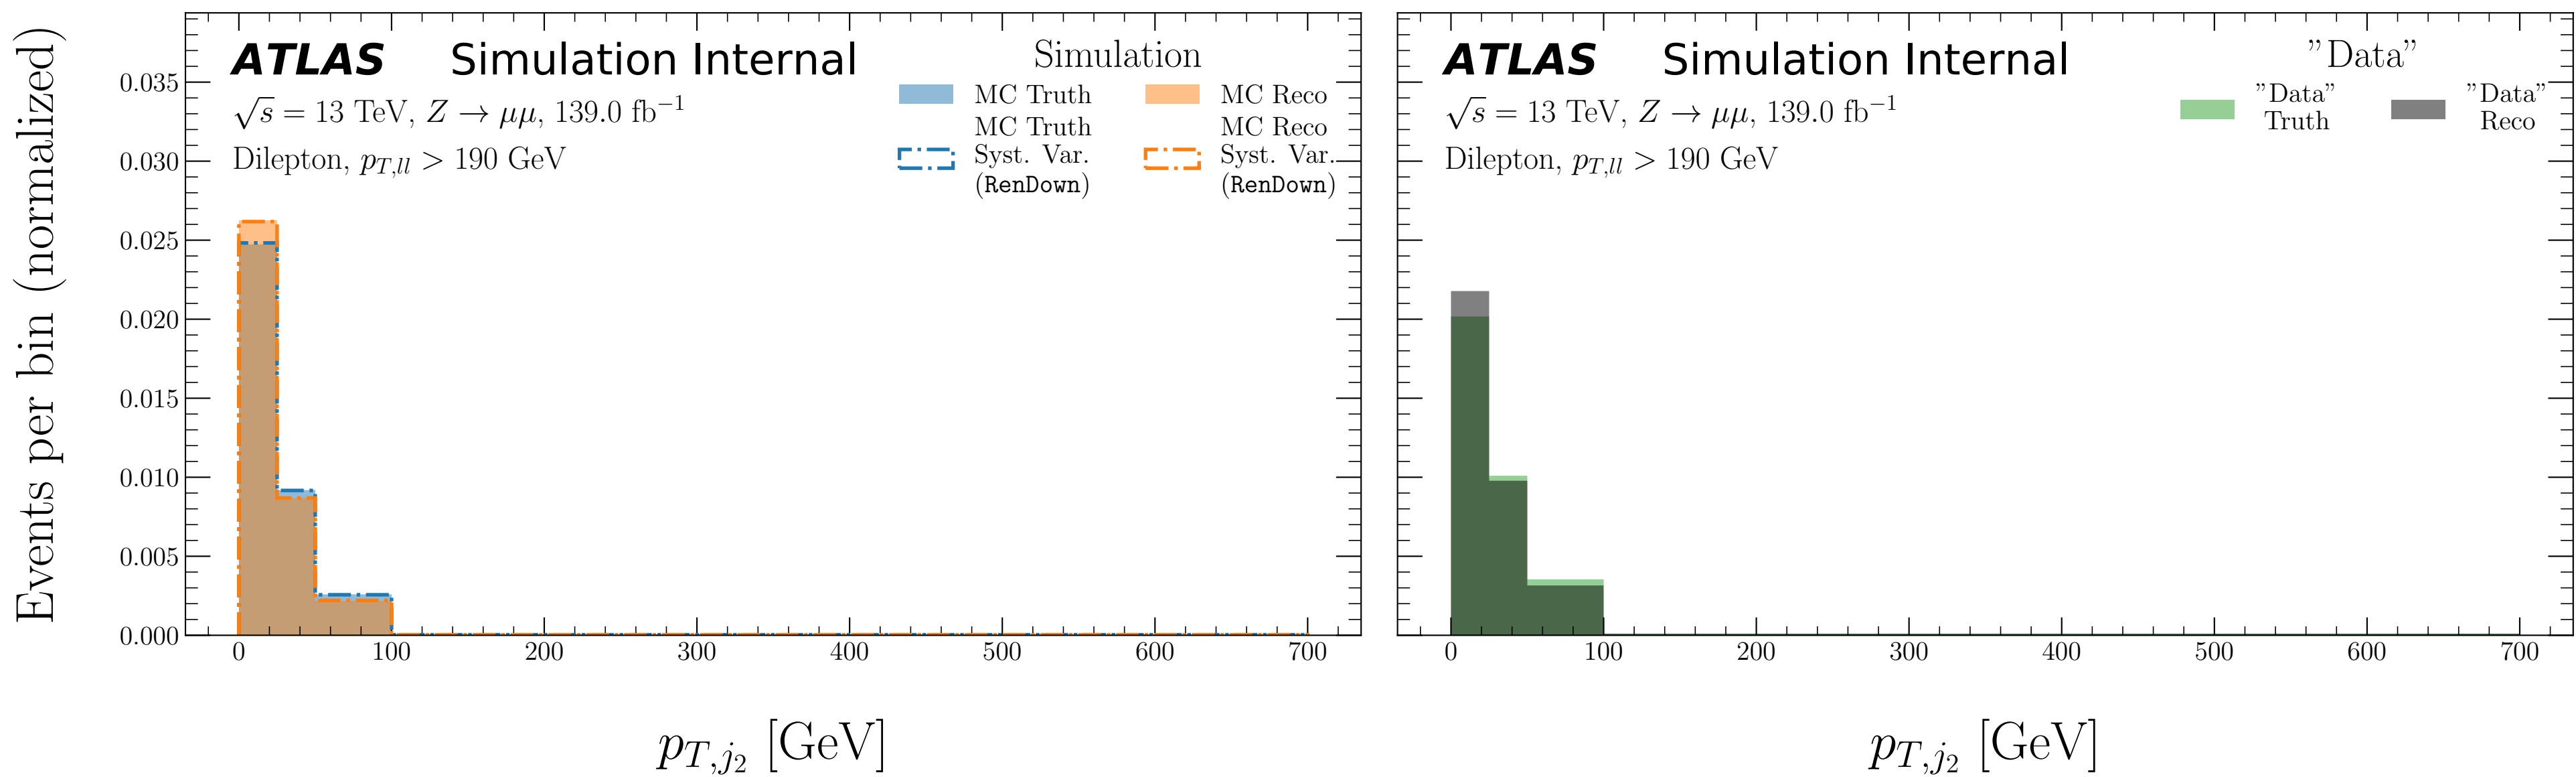 Events per bin (normalized)
0.035
0.030
0.025
0.020
0.015
0.010
0.005
0.000
ATLAS Simulation Internal
√s = 13 TeV, Z → μμ, 139.0 fb⁻¹
Dilepton, p_{T,ll} > 190 GeV
Simulation
MC Truth
MC Truth
Syst. Var.
(RenDown)
MC Reco
MC Reco
Syst. Var.
(RenDown)
0 100 200 300 400 500 600 700
p_{T,j₂} [GeV]
ATLAS Simulation Internal
√s = 13 TeV, Z → μμ, 139.0 fb⁻¹
Dilepton, p_{T,ll} > 190 GeV
"Data"
"Data"
Truth
"Data"
Reco
0 100 200 300 400 500 600 700
p_{T,j₂} [GeV]